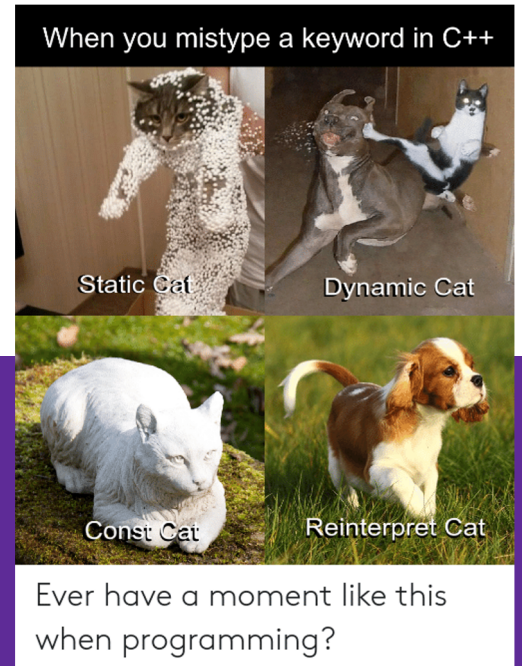 When you mistype a keyword in C++
Static Cat
Dynamic Cat
Const Cat
Reinterpret Cat
Ever have a moment like this
when programming?